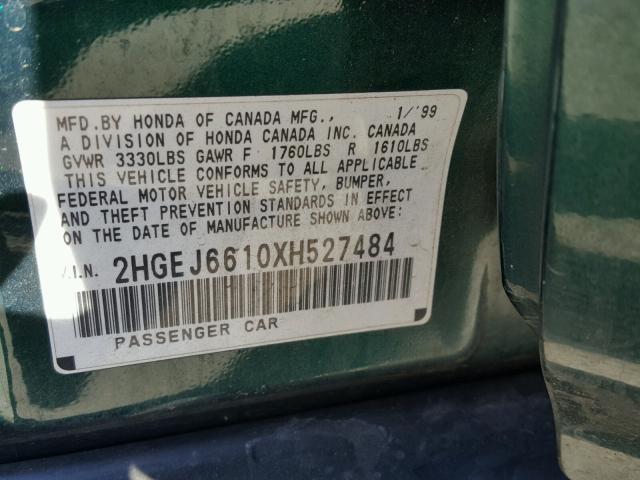 MFD.BY HONDA OF CANADA MFG., 1/'99
A DIVISION OF HONDA CANADA INC. CANADA
GVWR 3330LBS GAWR F 1760LBS R 1610LBS
THIS VEHICLE CONFORMS TO ALL APPLICABLE
FEDERAL MOTOR VEHICLE SAFETY, BUMPER,
AND THEFT PREVENTION STANDARDS IN EFFECT
ON THE DATE OF MANUFACTURE SHOWN ABOVE:
V.I.N. 2HGEJ6610XH527484
PASSENGER CAR